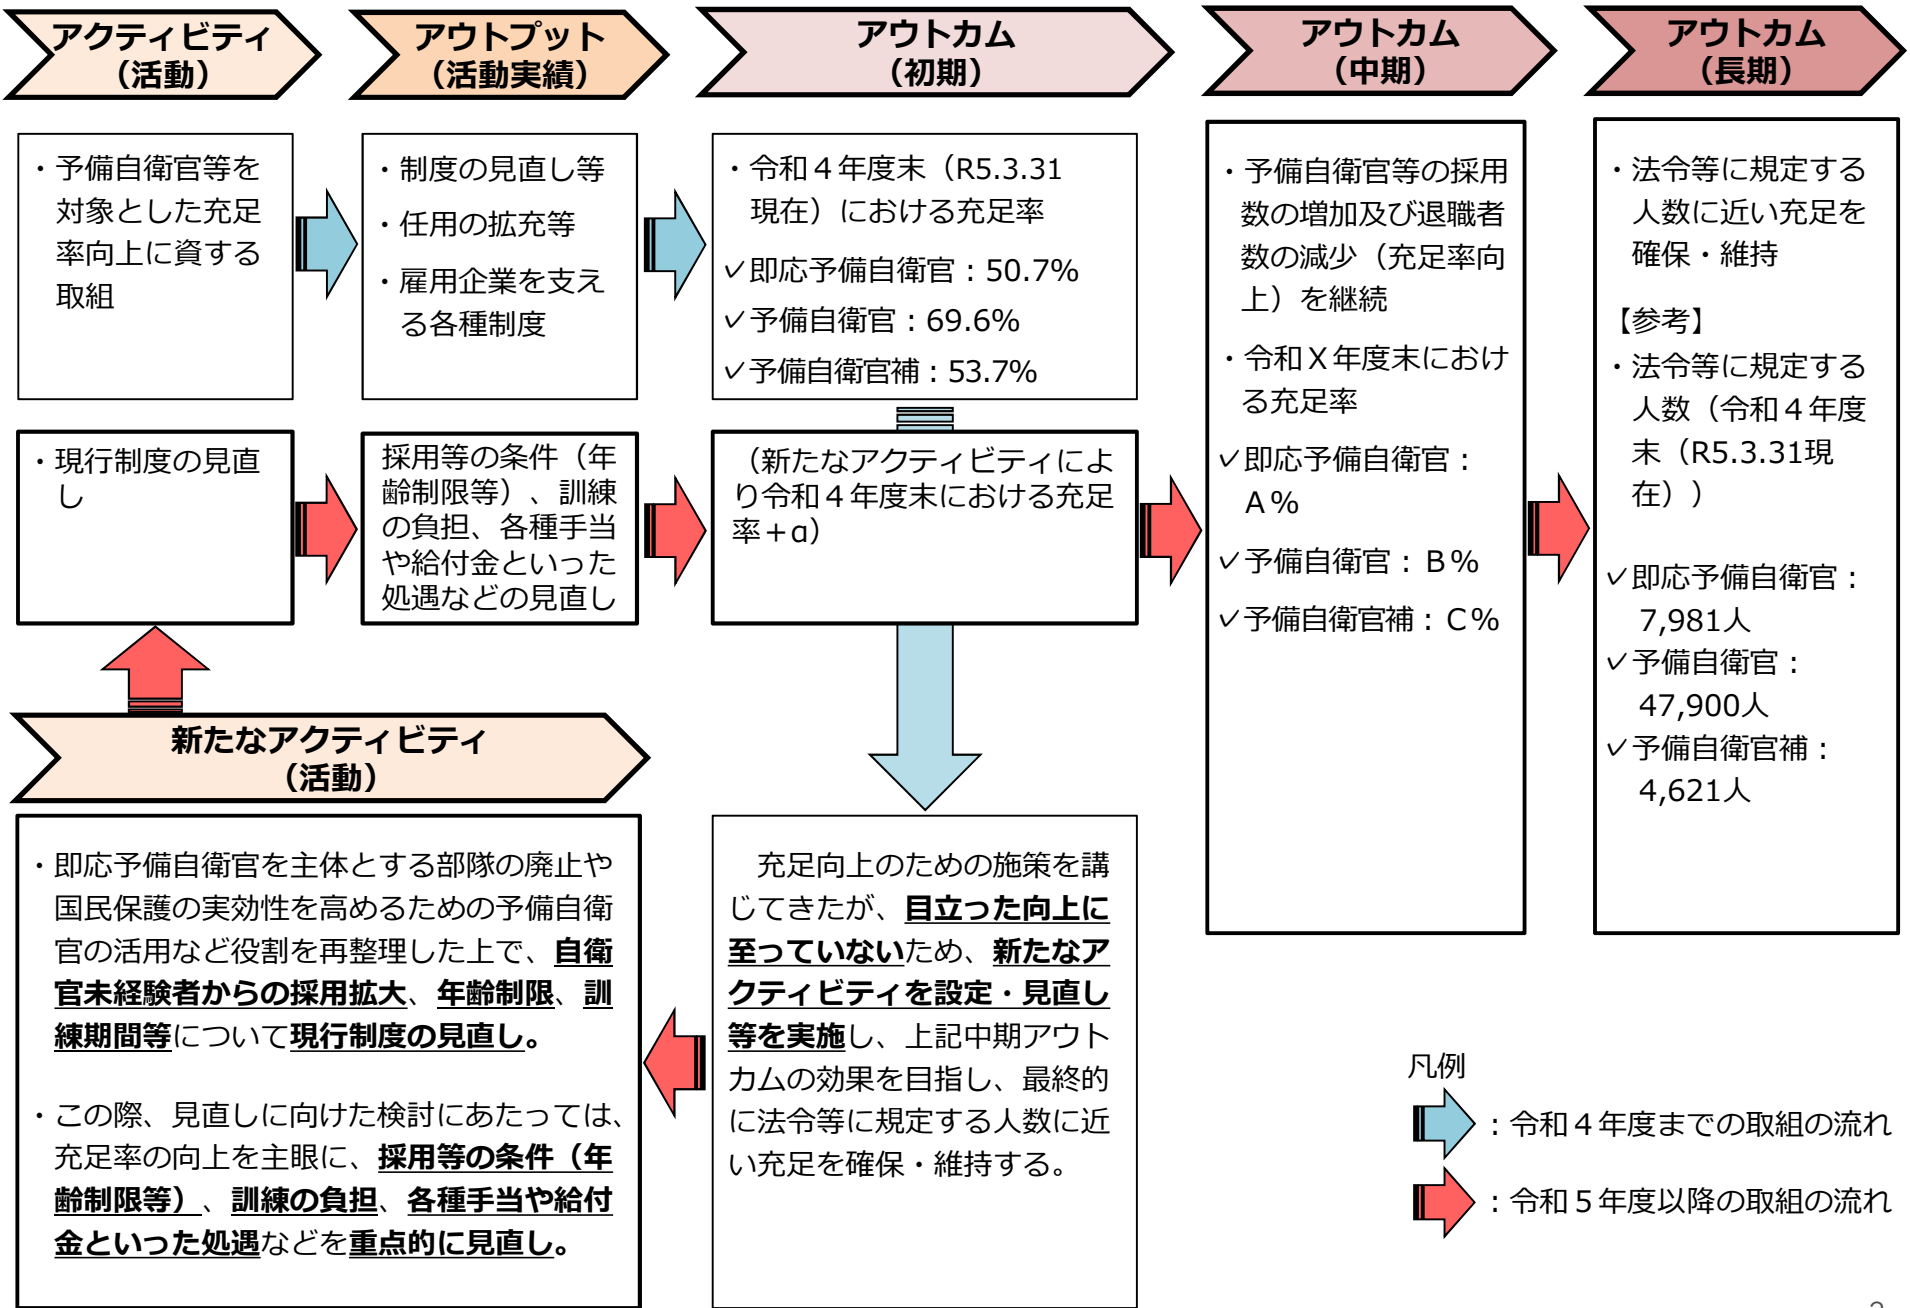 アクティビティ
（活動）
アウトプット
（活動実績）
アウトカム
（初期）
アウトカム
（中期）
アウトカム
（長期）
・予備自衛官等を
対象とした充足
率向上に資する
取組
・制度の見直し等
・任用の拡充等
・雇用企業を支え
る各種制度
・令和４年度末（R5.3.31
現在）における充足率
✓即応予備自衛官：50.7%
✓予備自衛官：69.6%
✓予備自衛官補：53.7%
・予備自衛官等の採用
数の増加及び退職者
数の減少（充足率向
上）を継続
・令和Ｘ年度末におけ
る充足率
✓即応予備自衛官：
Ａ%
✓予備自衛官：Ｂ%
✓予備自衛官補：Ｃ%
・法令等に規定する
人数に近い充足を
確保・維持
【参考】
・法令等に規定する
人数（令和４年度
末（R5.3.31現
在））
✓即応予備自衛官：
7,981人
✓予備自衛官：
47,900人
✓予備自衛官補：
4,621人
・現行制度の見直
し
採用等の条件（年
齢制限等）、訓練
の負担、各種手当
や給付金といった
処遇などの見直し
（新たなアクティビティによ
り令和４年度末における充足
率＋α）
新たなアクティビティ
（活動）
・即応予備自衛官を主体とする部隊の廃止や
国民保護の実効性を高めるための予備自衛
官の活用など役割を再整理した上で、自衛
官未経験者からの採用拡大、年齢制限、訓
練期間等について現行制度の見直し。
・この際、見直しに向けた検討にあたっては、
充足率の向上を主眼に、採用等の条件（年
齢制限等）、訓練の負担、各種手当や給付
金といった処遇などを重点的に見直し。
充足向上のための施策を講
じてきたが、目立った向上に
至っていないため、新たなア
クティビティを設定・見直し
等を実施し、上記中期アウト
カムの効果を目指し、最終的
に法令等に規定する人数に近
い充足を確保・維持する。
凡例
：令和４年度までの取組の流れ
：令和５年度以降の取組の流れ